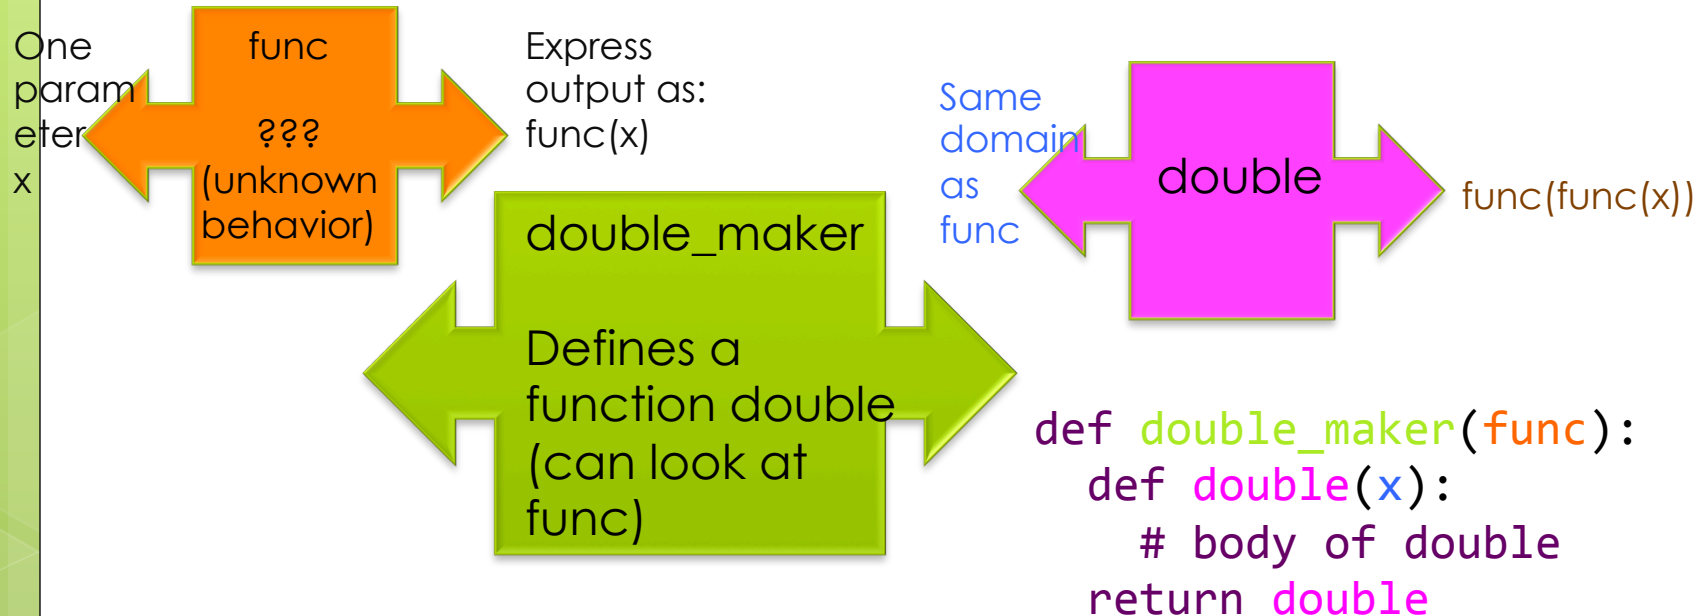 One
param
eter
x
func
???
(unknown
behavior)
Express
output as:
func(x)
double_maker
Defines a
function double
(can look at
func)
Same
domain
as
func
double
func(func(x))
def double_maker(func):
  def double(x):
    # body of double
  return double